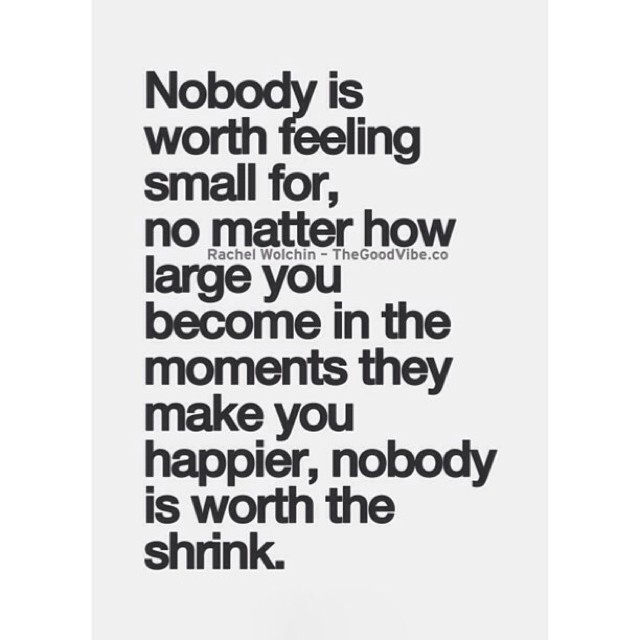 Nobody is
worth feeling
small for,
no matter how
Rachel Wolchin - TheGoodVibe.co
large you
become in the
moments they
make you
happier, nobody
is worth the
shrink.